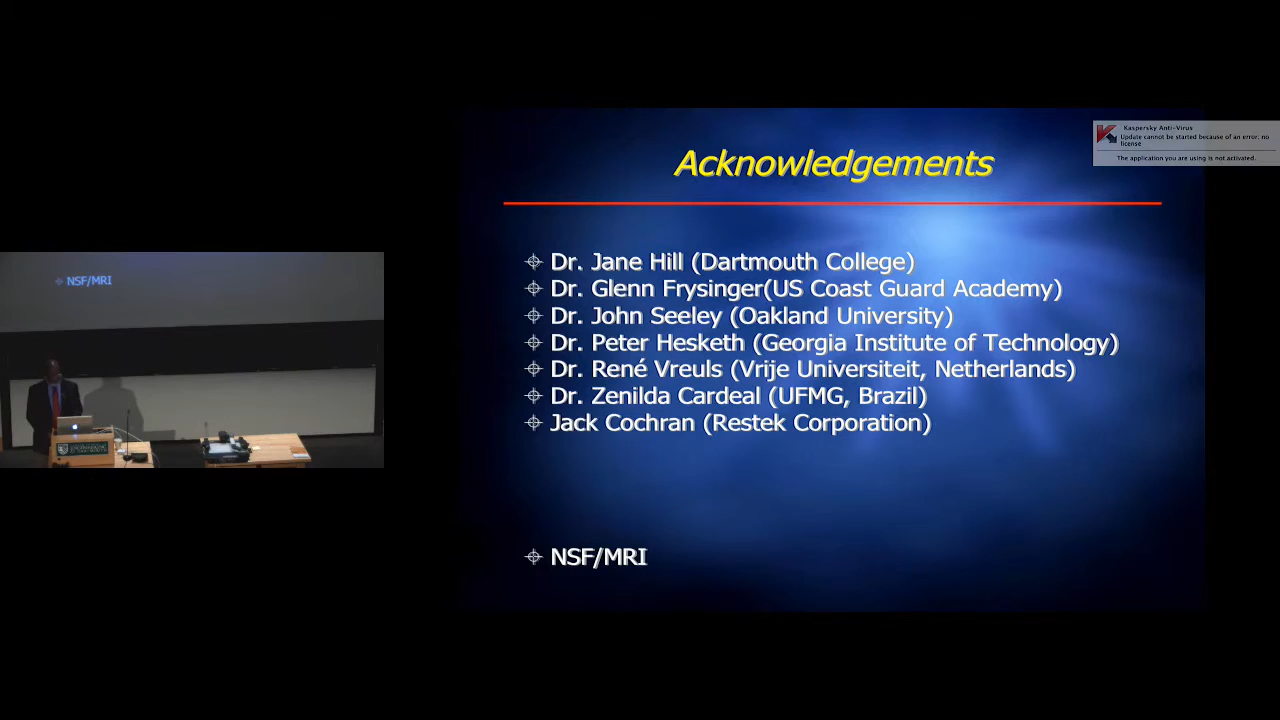 Kaspersky Anti-Virus
Update cannot be started because of an error: no
license
The application you are using is not activated.
Acknowledgements
Dr. Jane Hill (Dartmouth College)
Dr. Glenn Frysinger(US Coast Guard Academy)
Dr. John Seeley (Oakland University)
Dr. Peter Hesketh (Georgia Institute of Technology)
Dr. René Vreuls (Vrije Universiteit, Netherlands)
Dr. Zenilda Cardeal (UFMG, Brazil)
Jack Cochran (Restek Corporation)
NSF/MRI
NSF/MRI